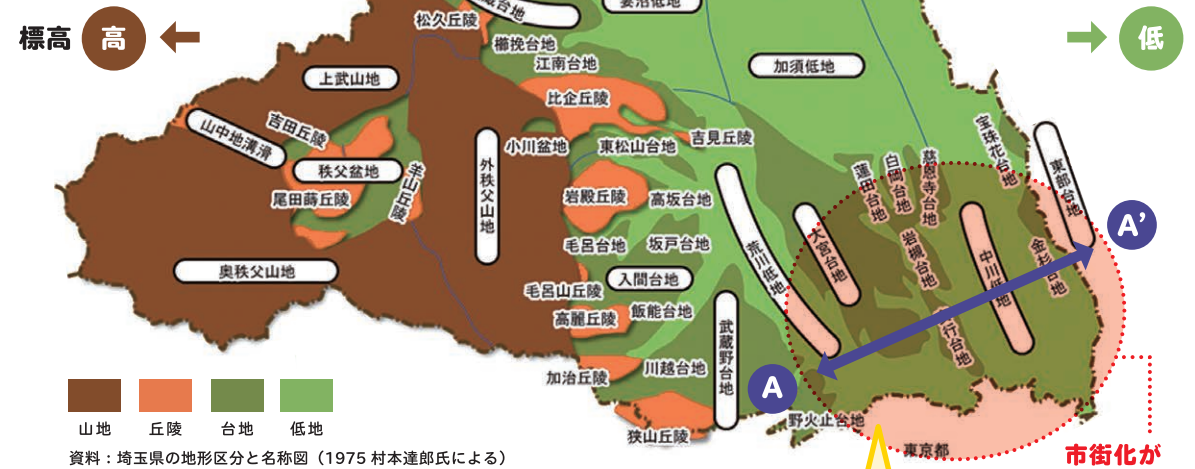 標高
高
低
松久丘陵
妻沼低地
櫛挽台地
江南台地
加須低地
上武山地
比企丘陵
吉田丘陵
山中地溝滑
小川盆地
東松山台地
吉見丘陵
宝珠花台地
秩父盆地
羊山丘陵
外秩父山地
蓮田台地
白岡台地
慈恩寺台地
東部台地
尾田蒔丘陵
岩殿丘陵
高坂台地
大宮台地
A’
毛呂台地
坂戸台地
荒川低地
岩槻台地
中川低地
金杉台地
奥秩父山地
入間台地
毛呂山丘陵
飯能台地
高麗丘陵
武蔵野台地
行台地
加治丘陵
川越台地
A
狭山丘陵
野火止台地
東京都
市街化が
山地
丘陵
台地
低地
資料：埼玉県の地形区分と名称図（1975 村本達郎氏による）